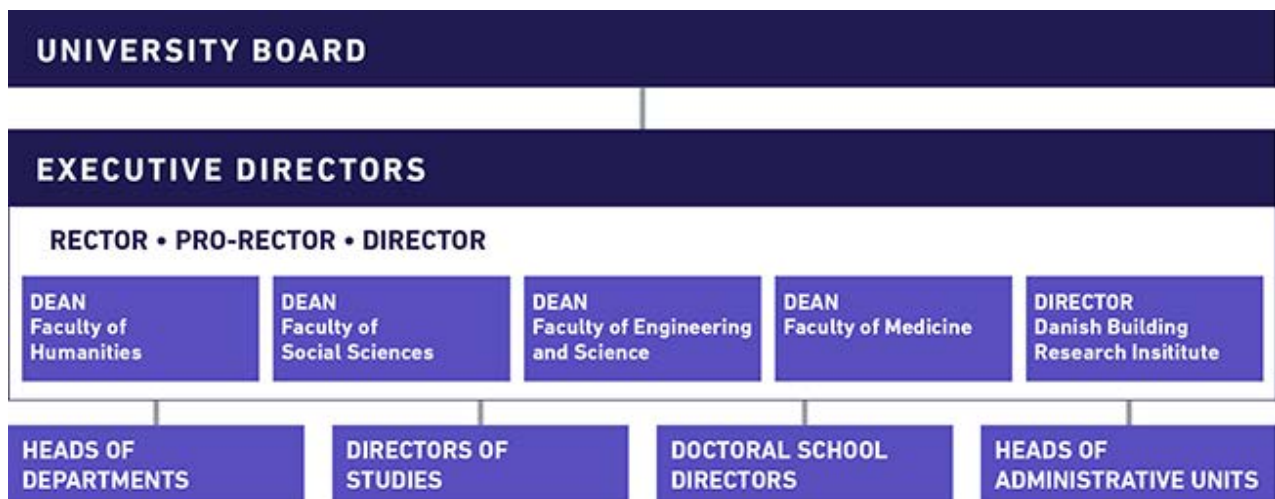 UNIVERSITY BOARD
EXECUTIVE DIRECTORS
RECTOR • PRO-RECTOR • DIRECTOR
DEAN
Faculty of
Humanities
DEAN
Faculty of
Social Sciences
DEAN
Faculty of Engineering
and Science
DEAN
Faculty of Medicine
DIRECTOR
Danish Building
Research Insititute
HEADS OF
DEPARTMENTS
DIRECTORS OF
STUDIES
DOCTORAL SCHOOL
DIRECTORS
HEADS OF
ADMINISTRATIVE UNITS